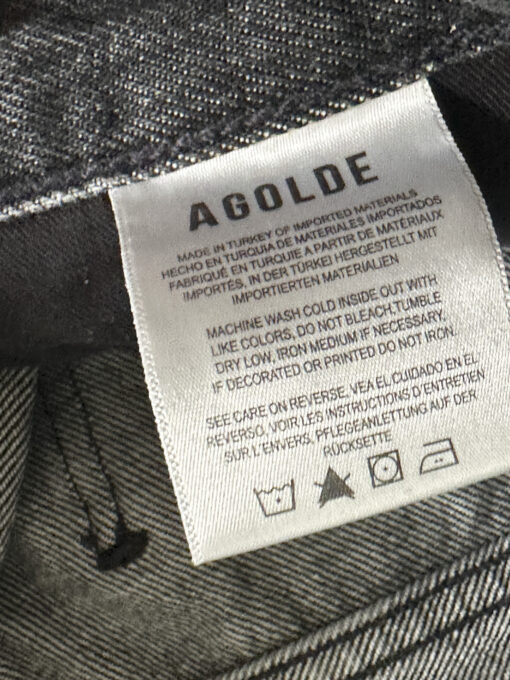 AGOLDE
MADE IN TURKEY OF IMPORTED MATERIALS
HECHO EN TURQUIA DE MATERIALES IMPORTADOS
FABRIQUÉ EN TURQUIE A PARTIR DE MATÉRIAUX
IMPORTÉS, IN DER TÜRKEI HERGESTELLT MIT
IMPORTIERTEN MATERIALIEN
MACHINE WASH COLD INSIDE OUT WITH
LIKE COLORS, DO NOT BLEACH.TUMBLE
DRY LOW. IRON MEDIUM IF NECESSARY.
IF DECORATED OR PRINTED DO NOT IRON.
SEE CARE ON REVERSE. VEA EL CUIDADO EN EL
REVERSO. VOIR LES INSTRUCTIONS D'ENTRETIEN
SUR L'ENVERS. PFLEGEANLETTUNG AUF DER
RÜCKSETTE